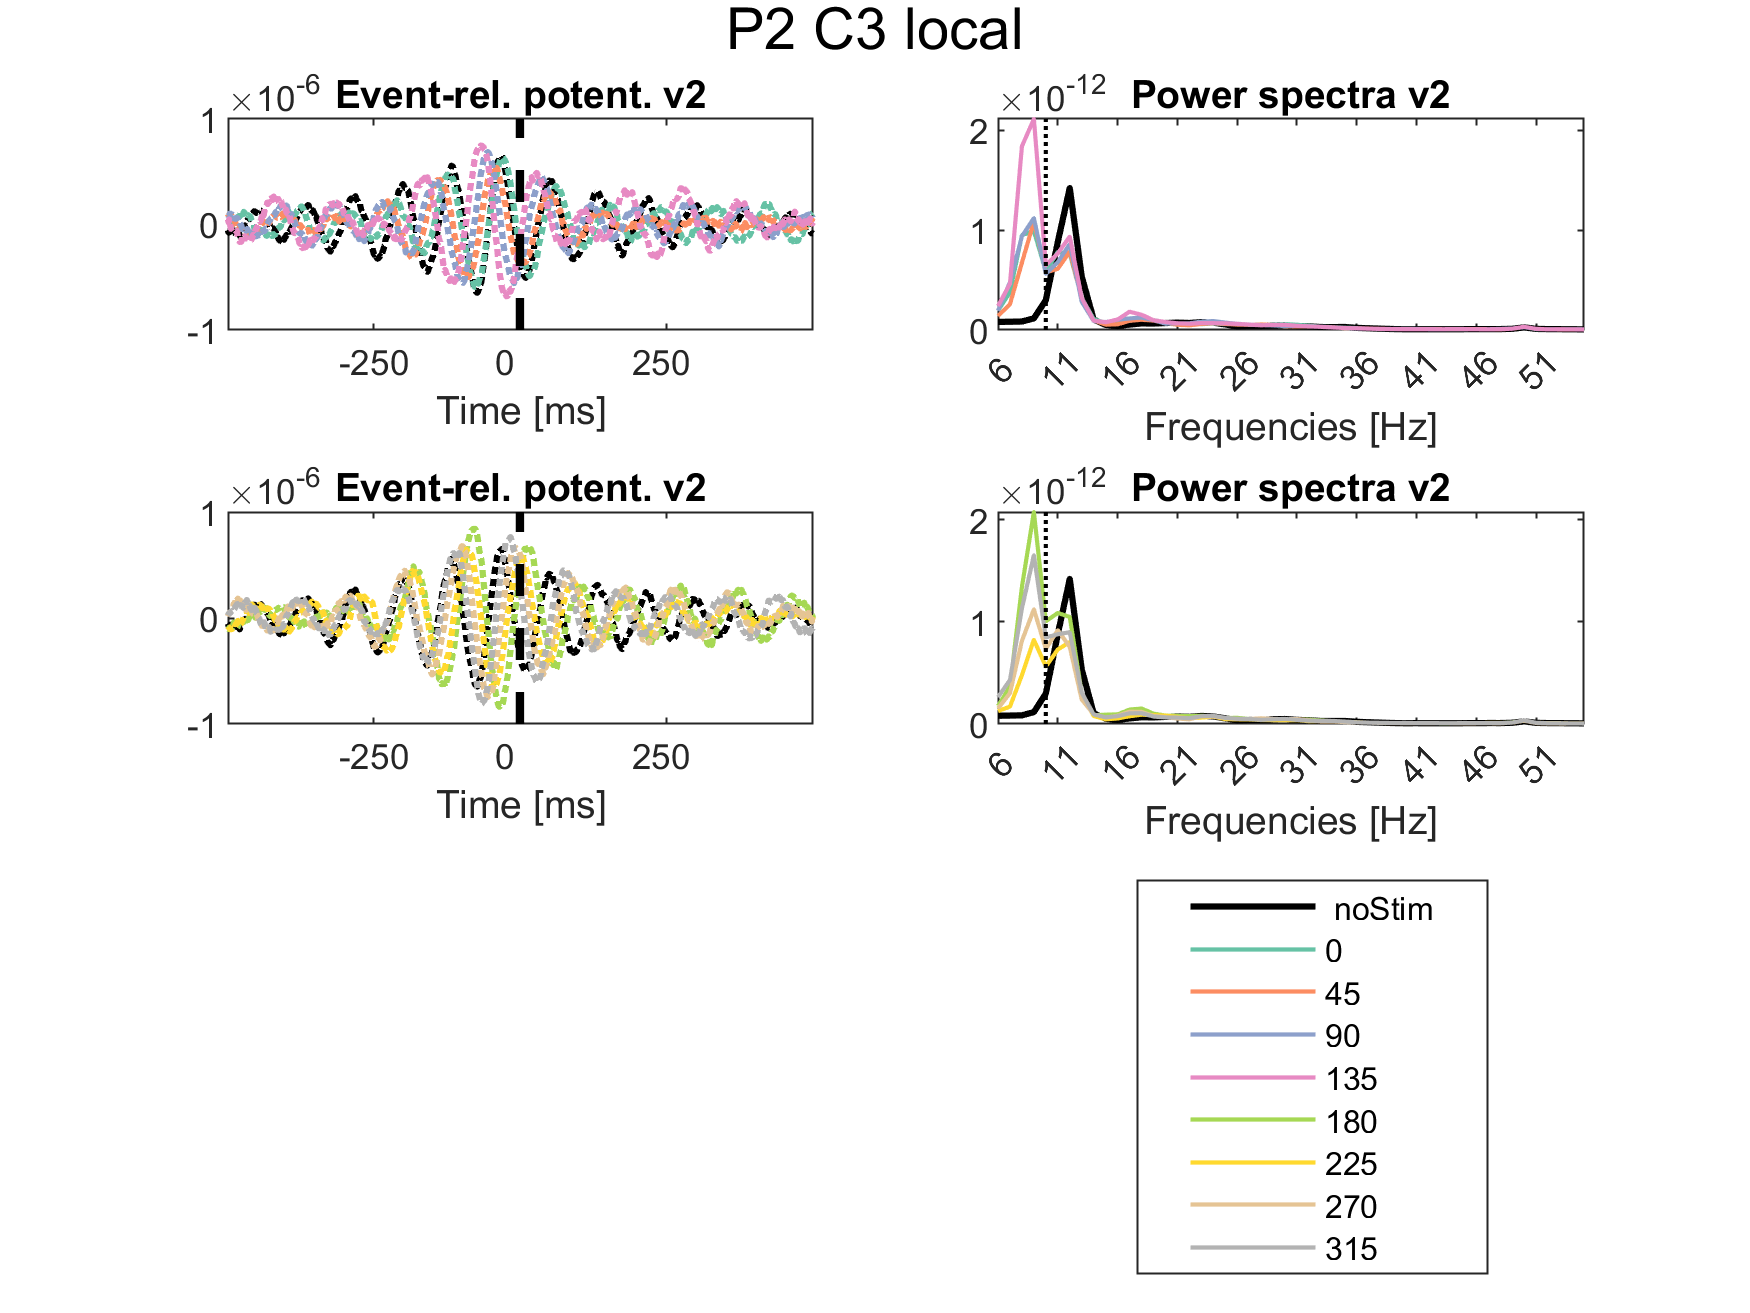 P2 C3 local
×10-6 Event-rel. potent. v2
1
0
-1
-250 0 250
Time [ms]
×10-12 Power spectra v2
2
1
0
6 11 16 21 26 31 36 41 46 51
Frequencies [Hz]
×10-6 Event-rel. potent. v2
1
0
-1
-250 0 250
Time [ms]
×10-12 Power spectra v2
2
1
0
6 11 16 21 26 31 36 41 46 51
Frequencies [Hz]
noStim
0
45
90
135
180
225
270
315